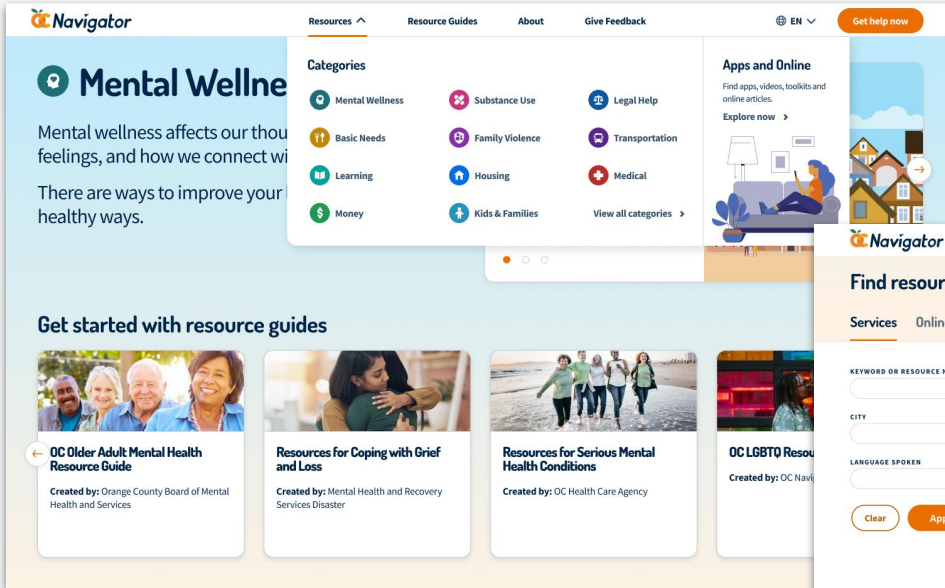 OC Navigator
Resources
Resource Guides
About
Give Feedback
EN
Get help now
Categories
Mental Wellness
Substance Use
Legal Help
Basic Needs
Family Violence
Transportation
Learning
Housing
Medical
Money
Kids & Families
View all categories
Apps and Online
Find apps, videos, toolkits and
online articles.
Explore now
Mental Wellne
Mental wellness affects our thou
feelings, and how we connect wi
There are ways to improve your
healthy ways.
Get started with resource guides
OC Older Adult Mental Health
Resource Guide
Created by: Orange County Board of Mental
Health and Services
Resources for Coping with Grief
and Loss
Created by: Mental Health and Recovery
Services Disaster
Resources for Serious Mental
Health Conditions
Created by: OC Health Care Agency
OC LGBTQ Resou
Created by: OC Navi
OC Navigator
Find resour
Services
Onlin
KEYWORD OR RESOURCE N
CITY
LANGUAGE SPOKEN
Clear
App